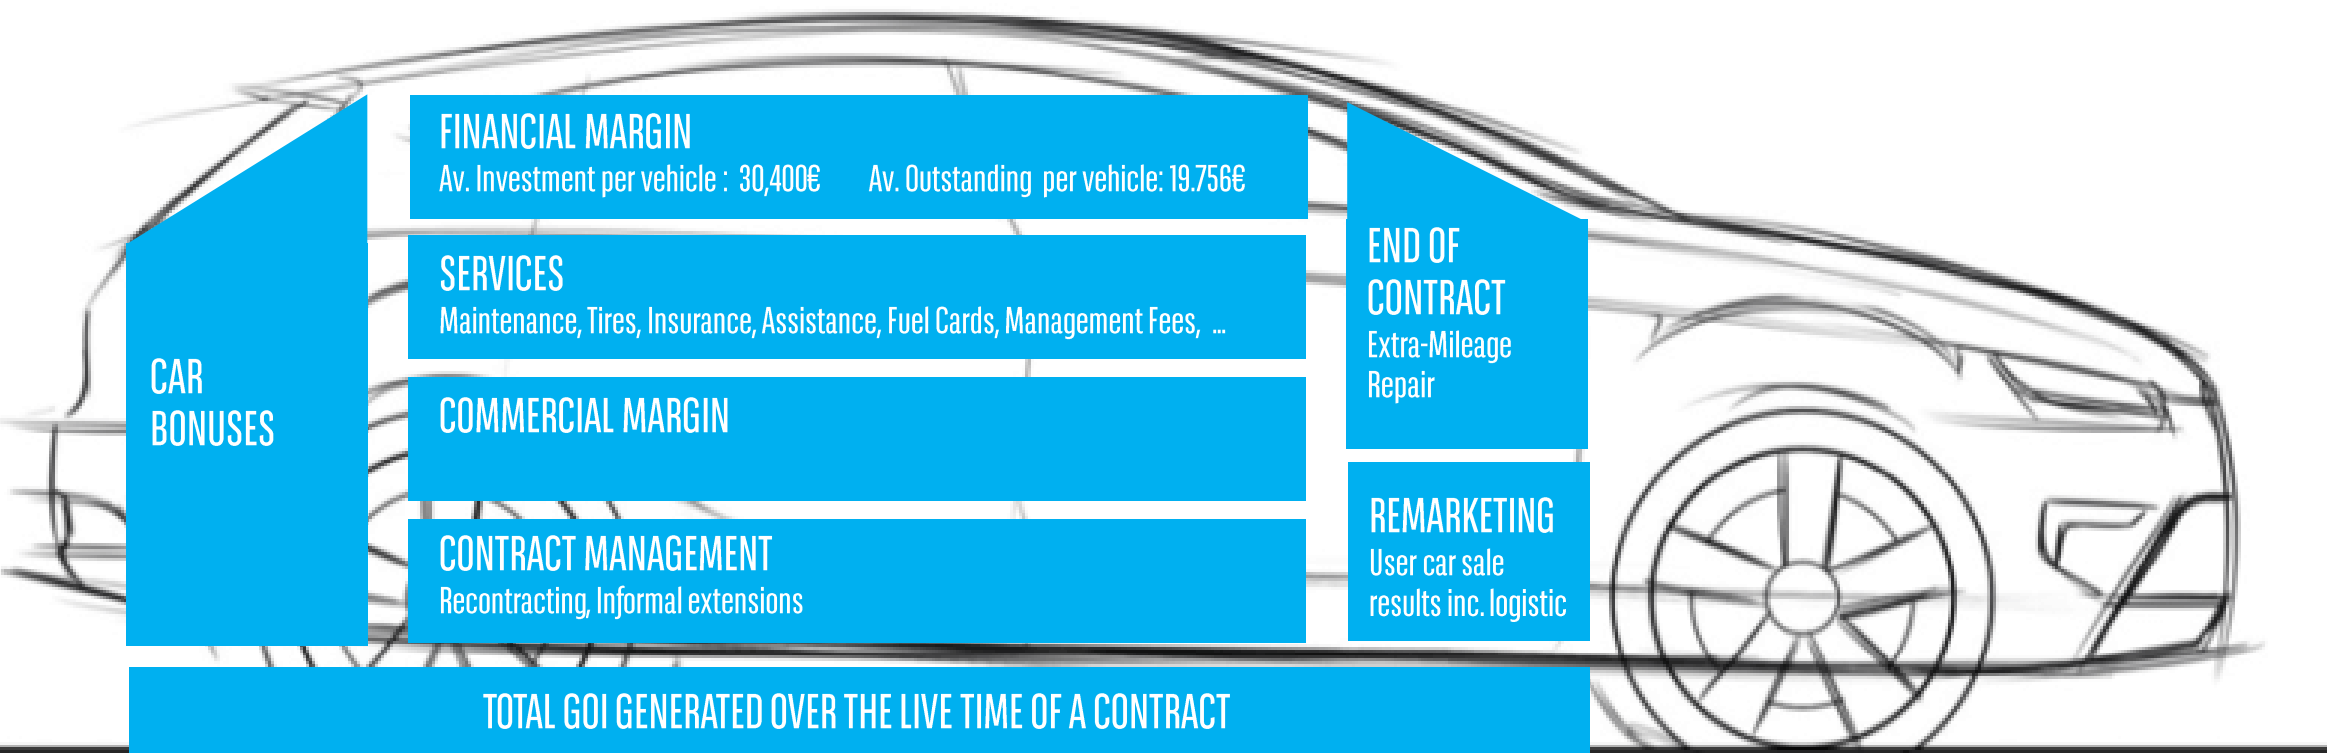 CAR
BONUSES
FINANCIAL MARGIN
Av. Investment per vehicle : 30,400€ Av. Outstanding per vehicle: 19.756€
SERVICES
Maintenance, Tires, Insurance, Assistance, Fuel Cards, Management Fees, ...
COMMERCIAL MARGIN
CONTRACT MANAGEMENT
Recontracting, Informal extensions
END OF
CONTRACT
Extra-Mileage
Repair
REMARKETING
User car sale
results inc. logistic
TOTAL GOI GENERATED OVER THE LIVE TIME OF A CONTRACT